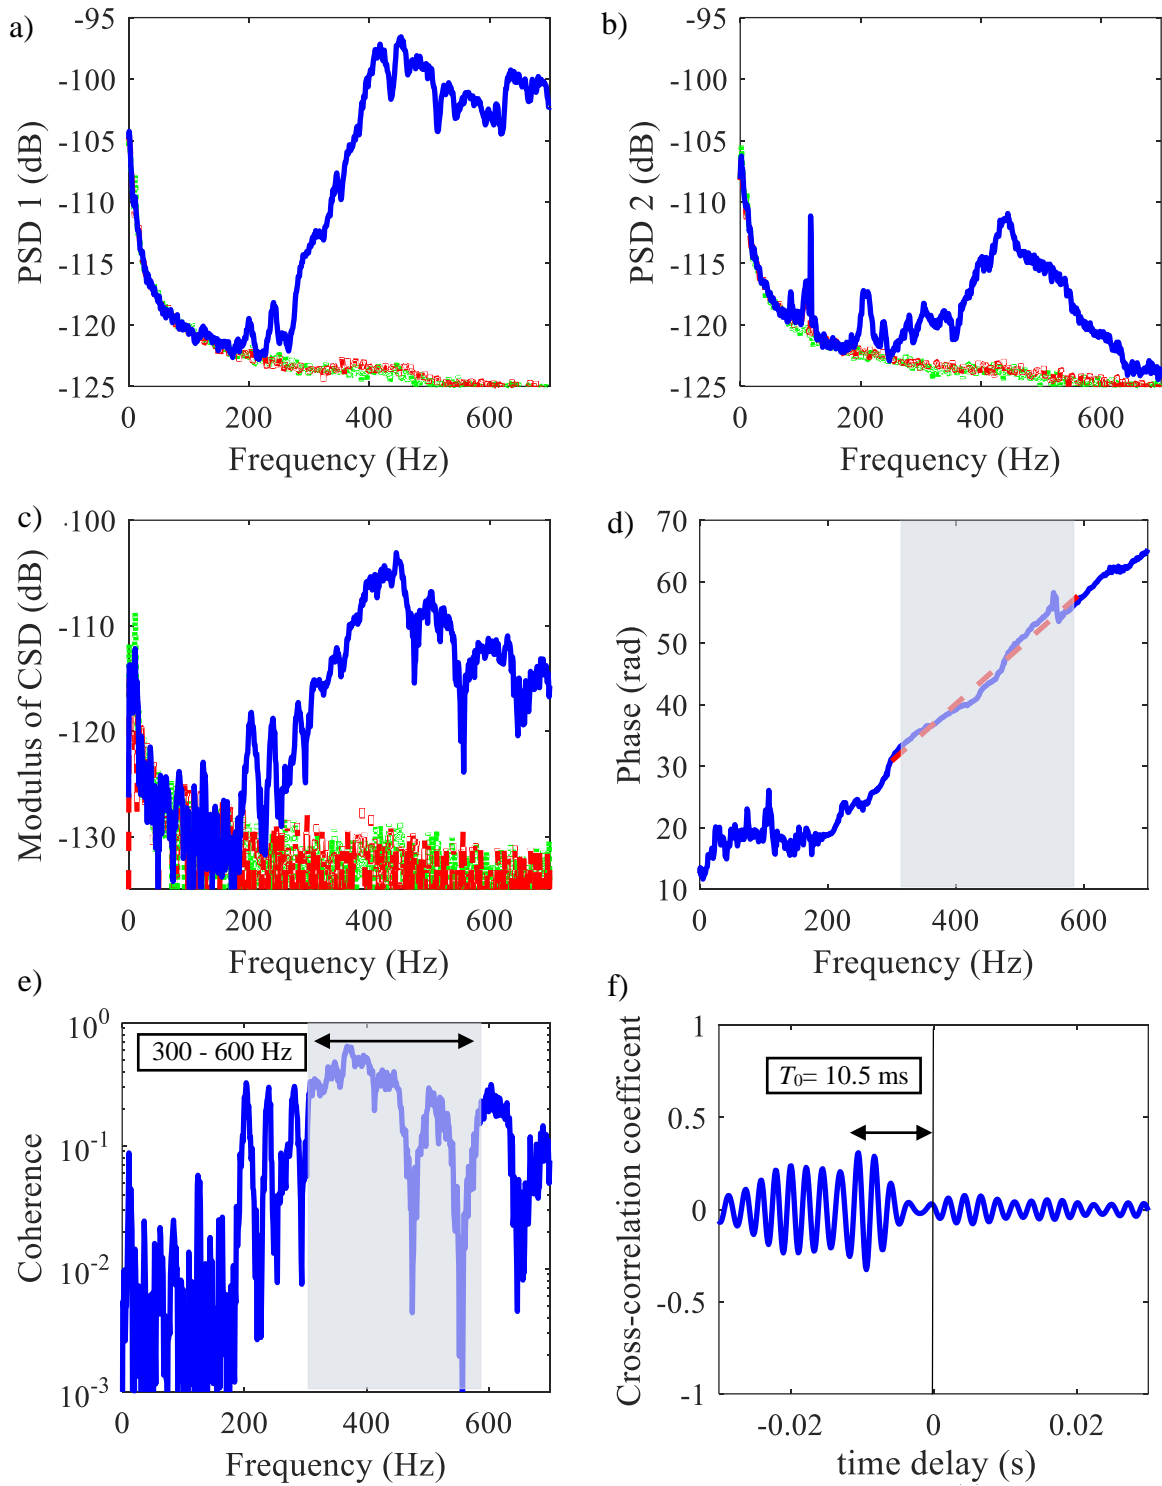 a)
-95
-100
-105
-110
-115
-120
-125
PSD 1 (dB)
0
200
400
600
Frequency (Hz)
b)
-95
-100
-105
-110
-115
-120
-125
PSD 2 (dB)
0
200
400
600
Frequency (Hz)
c)
-100
-110
-120
-130
Modulus of CSD (dB)
0
200
400
600
Frequency (Hz)
d)
70
60
50
40
30
20
10
Phase (rad)
0
200
400
600
Frequency (Hz)
e)
10^0
10^-1
10^-2
10^-3
Coherence
300 - 600 Hz
0
200
400
600
Frequency (Hz)
f)
1
0.5
0
-0.5
-1
Cross-correlation coefficent
T0= 10.5 ms
-0.02
0
0.02
time delay (s)